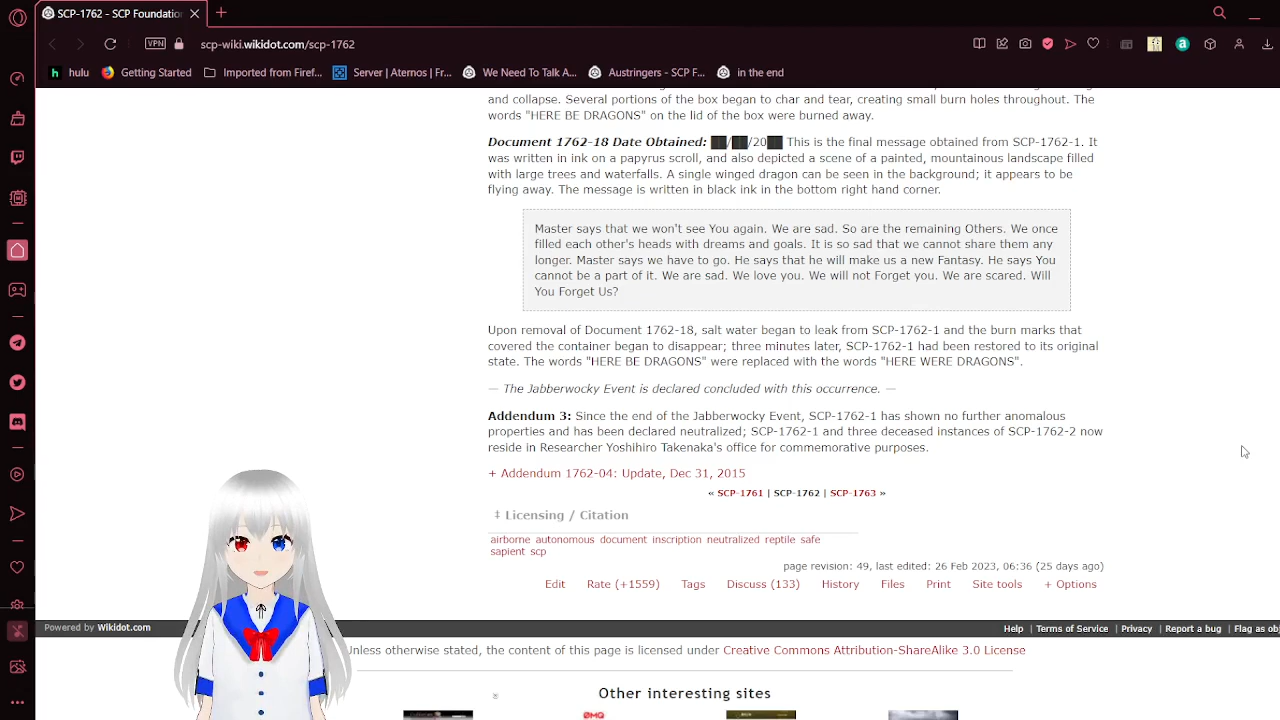 SCP-1762 - SCP Foundation
scp-wiki.wikidot.com/scp-1762
VPN
hulu
Getting Started
Imported from Firef...
Server | Aternos | Fr...
We Need To Talk A...
Austringers - SCP F...
in the end
and collapse. Several portions of the box began to char and tear, creating small burn holes throughout. The
words "HERE BE DRAGONS" on the lid of the box were burned away.
Document 1762-18 Date Obtained: ██/██/20██ This is the final message obtained from SCP-1762-1. It
was written in ink on a papyrus scroll, and also depicted a scene of a painted, mountainous landscape filled
with large trees and waterfalls. A single winged dragon can be seen in the background; it appears to be
flying away. The message is written in black ink in the bottom right hand corner.
Master says that we won't see You again. We are sad. So are the remaining Others. We once
filled each other's heads with dreams and goals. It is so sad that we cannot share them any
longer. Master says we have to go. He says that he will make us a new Fantasy. He says You
cannot be a part of it. We are sad. We love you. We will not Forget you. We are scared. Will
You Forget Us?
Upon removal of Document 1762-18, salt water began to leak from SCP-1762-1 and the burn marks that
covered the container began to disappear; three minutes later, SCP-1762-1 had been restored to its original
state. The words "HERE BE DRAGONS" were replaced with the words "HERE WERE DRAGONS".
— The Jabberwocky Event is declared concluded with this occurrence. —
Addendum 3: Since the end of the Jabberwocky Event, SCP-1762-1 has shown no further anomalous
properties and has been declared neutralized; SCP-1762-1 and three deceased instances of SCP-1762-2 now
reside in Researcher Yoshihiro Takenaka's office for commemorative purposes.
+ Addendum 1762-04: Update, Dec 31, 2015
« SCP-1761 | SCP-1762 | SCP-1763 »
‡ Licensing / Citation
airborne autonomous document inscription neutralized reptile safe
sapient scp
page revision: 49, last edited: 26 Feb 2023, 06:36 (25 days ago)
Edit Rate (+1559) Tags Discuss (133) History Files Print Site tools + Options
Powered by Wikidot.com
Help | Terms of Service | Privacy | Report a bug | Flag as obj
Unless otherwise stated, the content of this page is licensed under Creative Commons Attribution-ShareAlike 3.0 License
Other interesting sites